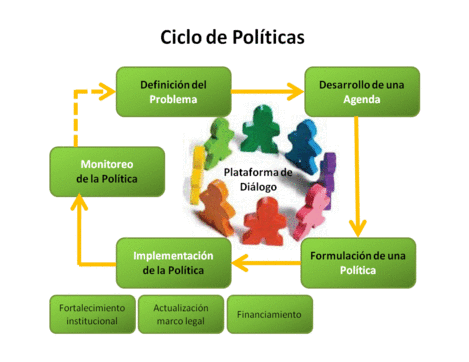 Ciclo de Políticas
Definición del
Problema
Desarrollo de una
Agenda
Plataforma de
Diálogo
Monitoreo
de la Política
Implementación
de la Política
Formulación de una
Política
Fortalecimiento
institucional
Actualización
marco legal
Financiamiento